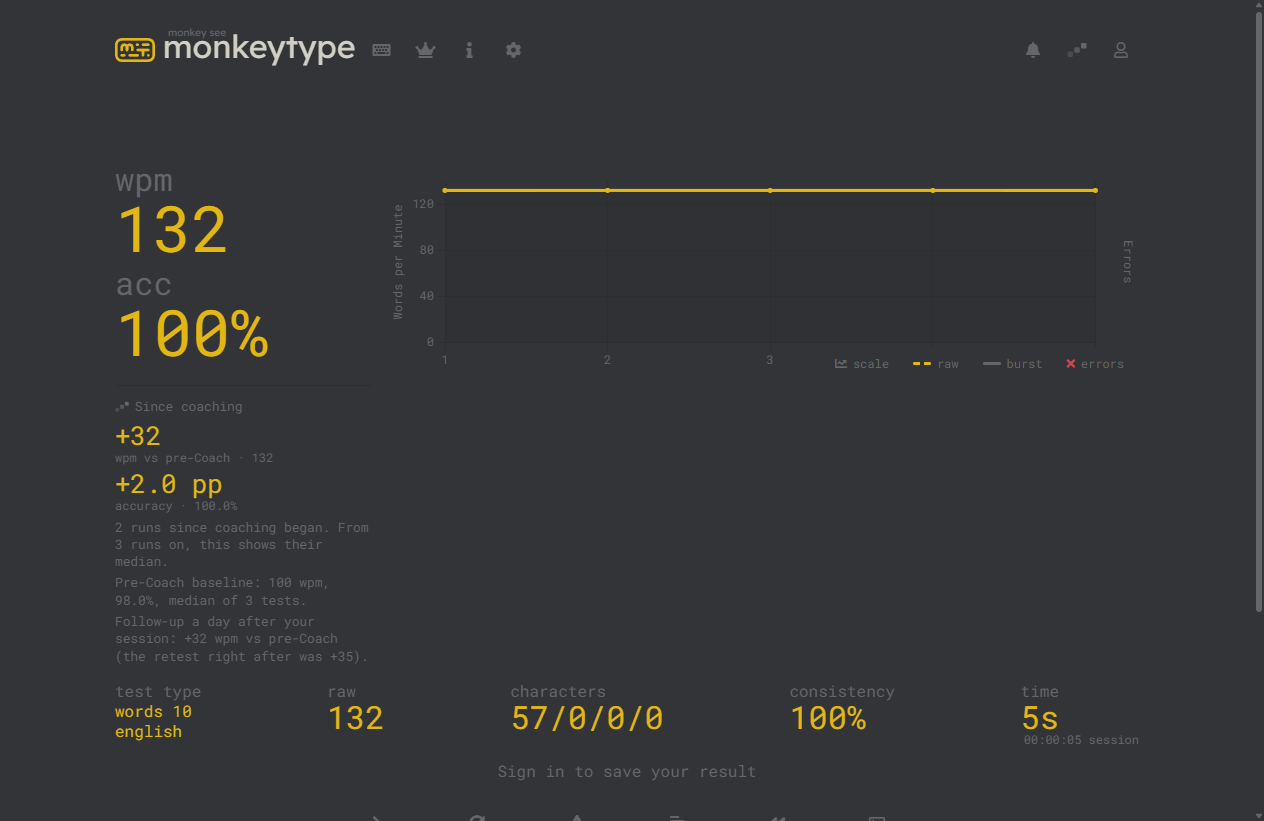 monkey see
monkeytype
wpm
132
acc
100%
Words per Minute
120
80
40
0
1
2
3
Errors
scale
raw
burst
errors
Since coaching
+32
wpm vs pre-Coach · 132
+2.0 pp
accuracy · 100.0%
2 runs since coaching began. From
3 runs on, this shows their
median.
Pre-Coach baseline: 100 wpm,
98.0%, median of 3 tests.
Follow-up a day after your
session: +32 wpm vs pre-Coach
(the retest right after was +35).
test type
words 10
english
raw
132
characters
57/0/0/0
consistency
100%
time
5s
00:00:05 session
Sign in to save your result